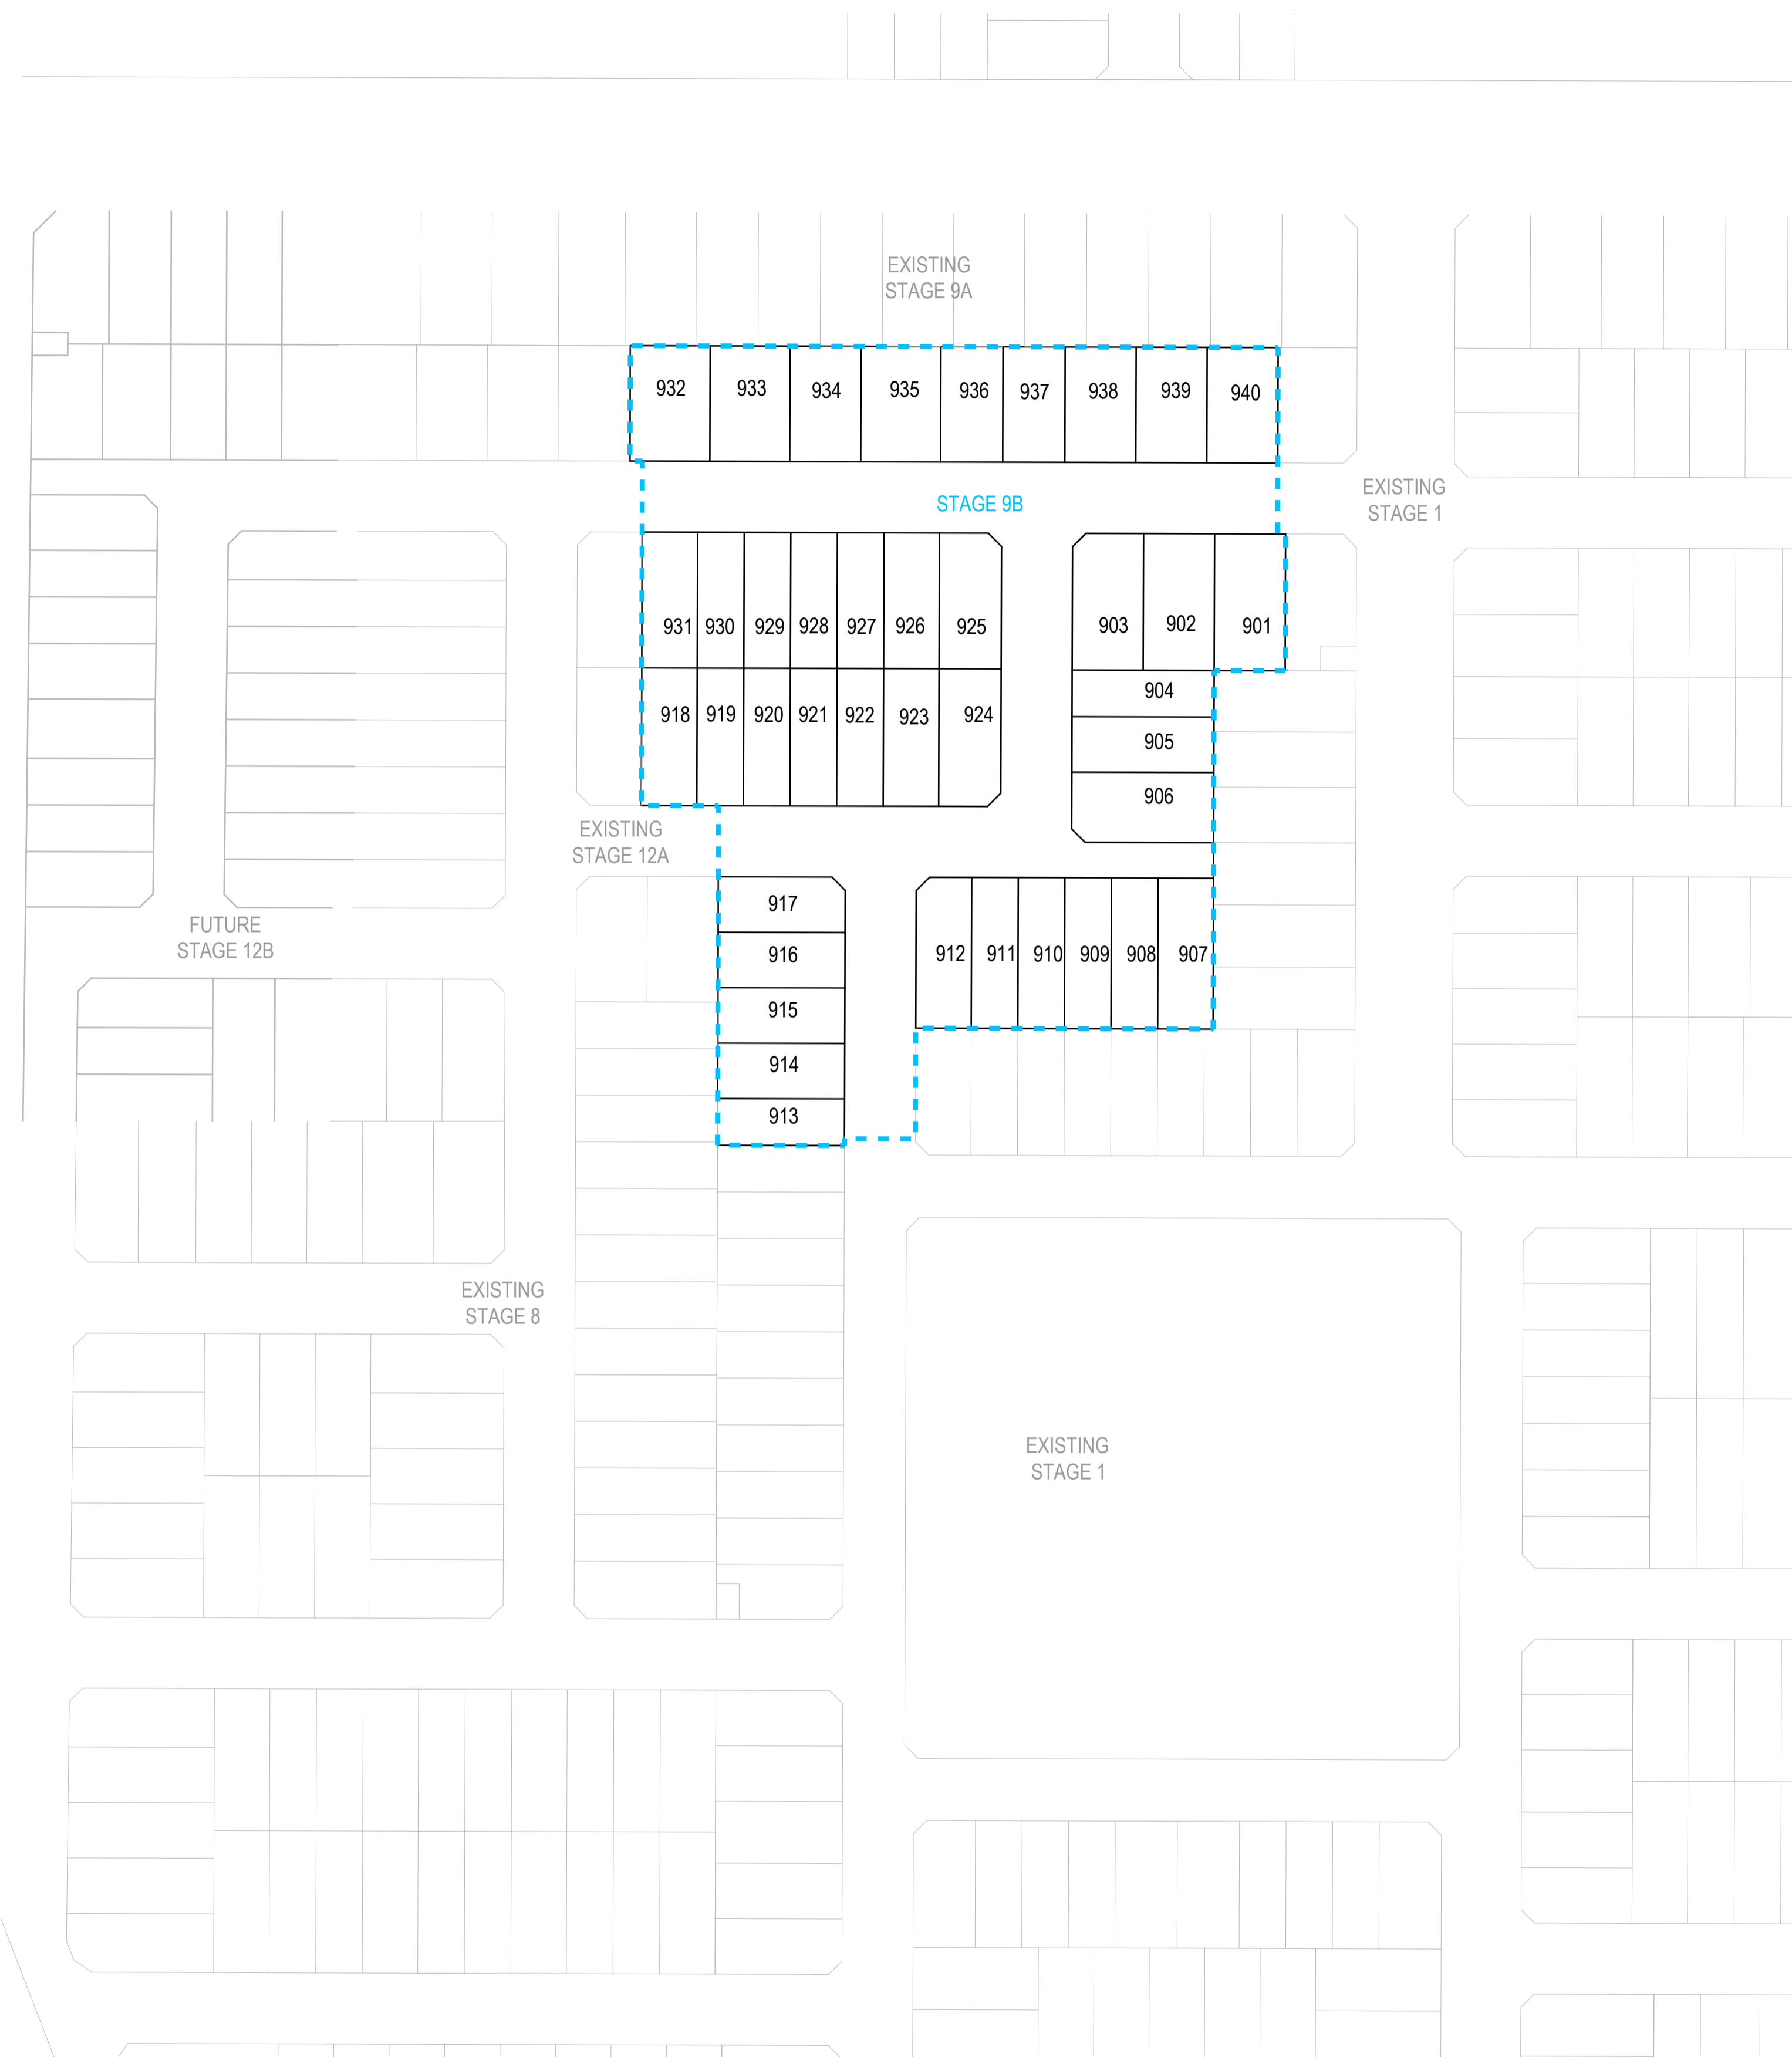 EXISTING
STAGE 9A
932 933 934 935 936 937 938 939 940
STAGE 9B
EXISTING
STAGE 1
931 930 929 928 927 926 925
903 902 901
904
918 919 920 921 922 923 924
905
906
EXISTING
STAGE 12A
917
916
915
914
913
912 911 910 909 908 907
FUTURE
STAGE 12B
EXISTING
STAGE 8
EXISTING
STAGE 1